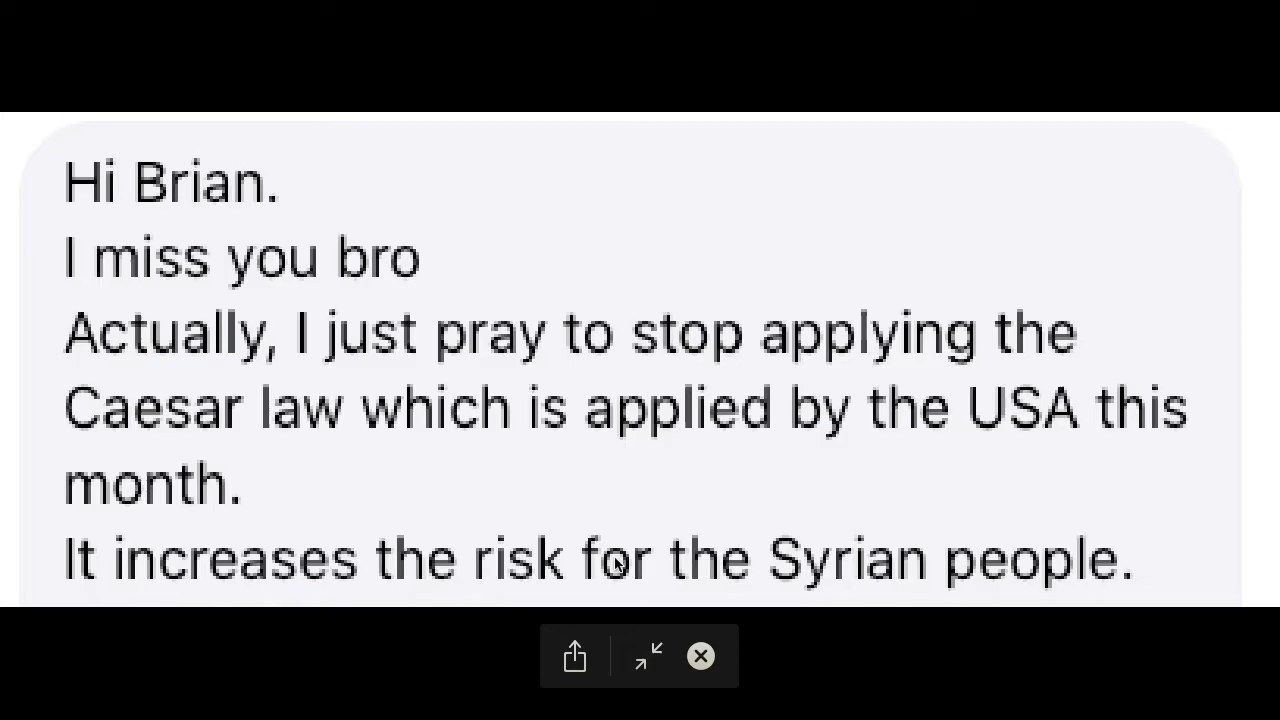 Hi Brian.
I miss you bro
Actually, I just pray to stop applying the
Caesar law which is applied by the USA this
month.
It increases the risk for the Syrian people.